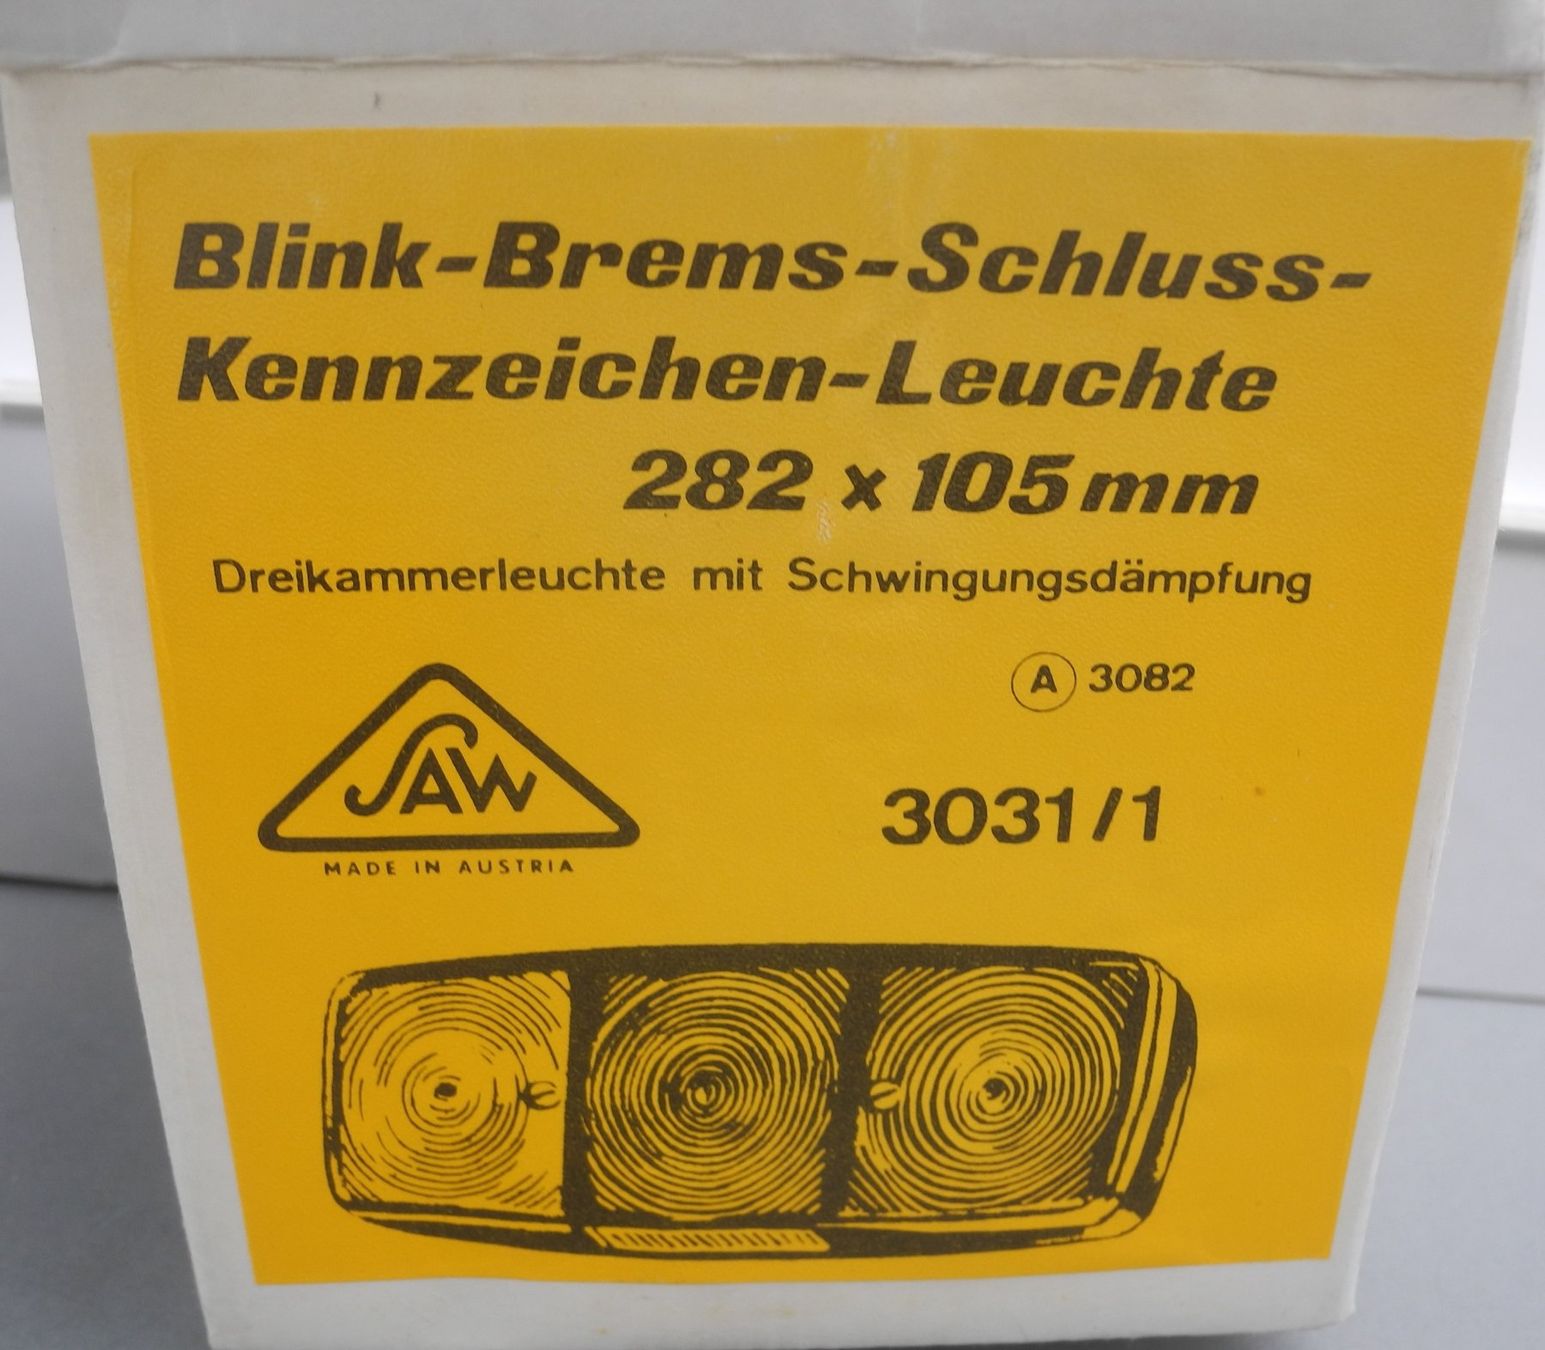 Blink-Brems-Schluss-
Kennzeichen-Leuchte
282 x 105 mm
Dreikammerleuchte mit Schwingungsdämpfung
A 3082
SAW
3031/1
MADE IN AUSTRIA